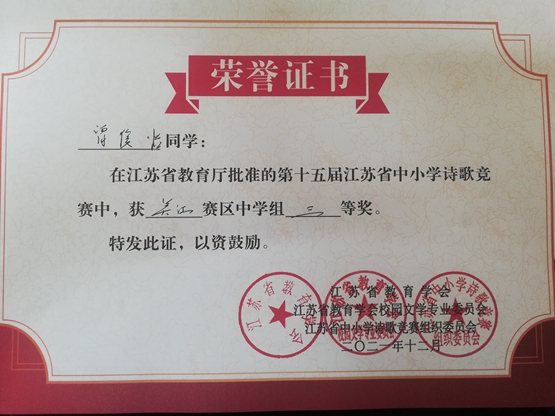 荣誉证书
同学:
在江苏省教育厅批准的第十五届江苏省中小学诗歌竞
赛中，获 吴江 赛区中学组 三 等奖。
特发此证，以资鼓励。
江苏省教育学会
江苏省教育学会校园文学专业委员会
江苏省中小学诗歌竞赛组织委员会
二〇二一年十二月